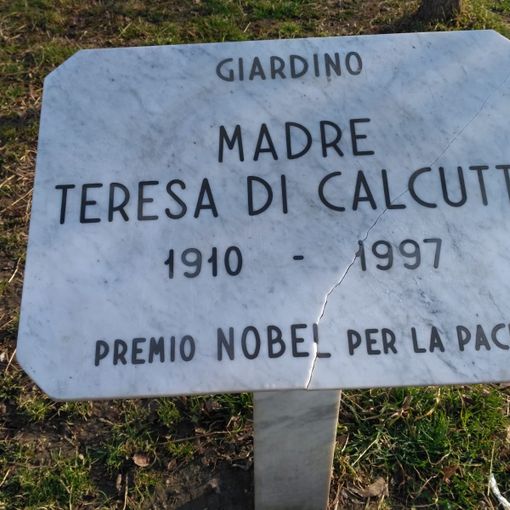 GIARDINO
MADRE
TERESA DI CALCUTT
1910 - 1997
PREMIO NOBEL PER LA PAC